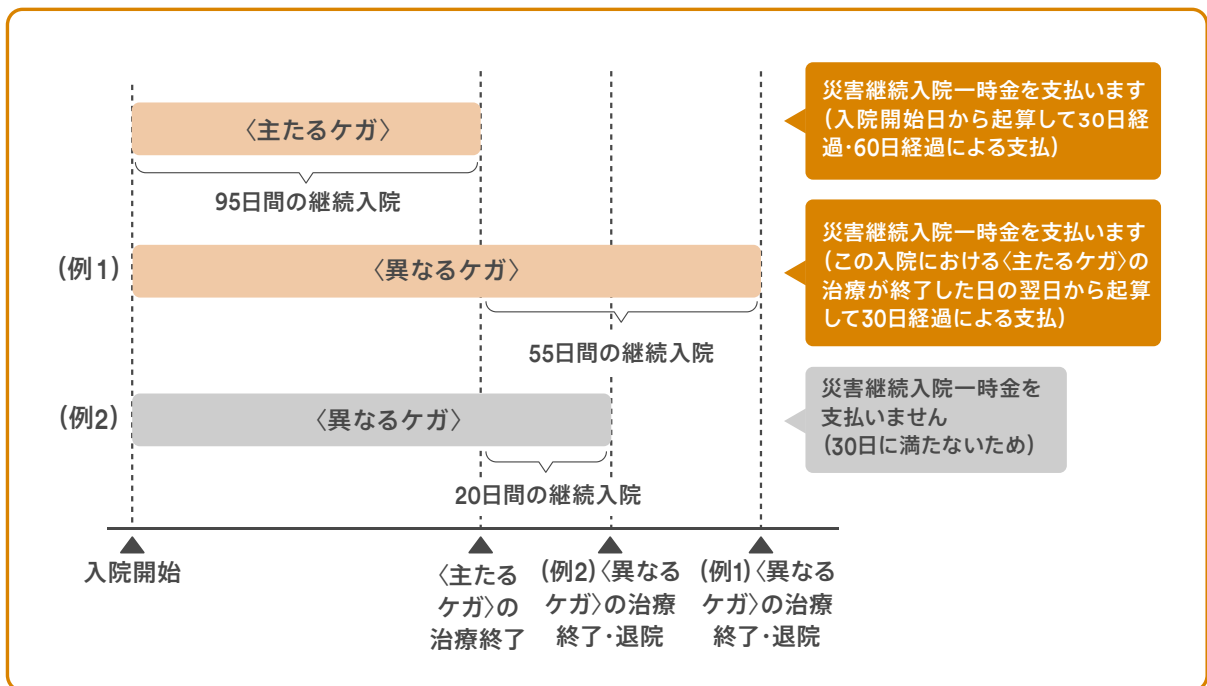 〈主たるケガ〉
95日間の継続入院
災害継続入院一時金を支払います
(入院開始日から起算して30日経
過・60日経過による支払)
(例1)
〈異なるケガ〉
55日間の継続入院
災害継続入院一時金を支払います
(この入院における〈主たるケガ〉の
治療が終了した日の翌日から起算
して30日経過による支払)
(例2)
〈異なるケガ〉
20日間の継続入院
災害継続入院一時金を
支払いません
(30日に満たないため)
入院開始
〈主たる
ケガ〉の
治療終了
(例2)〈異なる
ケガ〉の治療
終了・退院
(例1)〈異なる
ケガ〉の治療
終了・退院